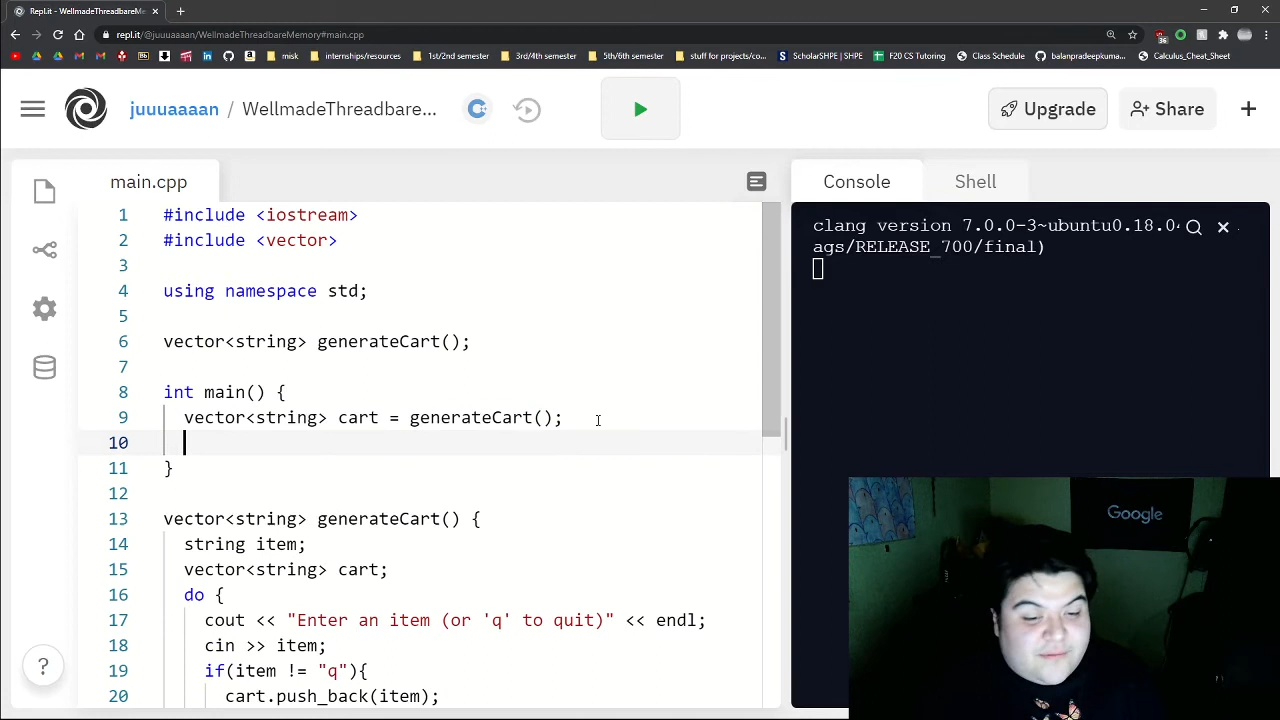 Repl.it - WellmadeThreadbareMe
repl.it/@juuuaaaan/WellmadeThreadbareMemory#main.cpp
misk
internships/resources
1st/2nd semester
3rd/4th semester
5th/6th semester
stuff for projects/co...
ScholarSHPE | SHPE
F20 CS Tutoring
Class Schedule
balanpradeepkuma...
Calculus_Cheat_Sheet
juuuaaaan / WellmadeThreadbare...
Upgrade
Share
main.cpp
1 #include <iostream>
2 #include <vector>
3
4 using namespace std;
5
6 vector<string> generateCart();
7
8 int main() {
9 vector<string> cart = generateCart();
10
11 }
12
13 vector<string> generateCart() {
14 string item;
15 vector<string> cart;
16 do {
17 cout << "Enter an item (or 'q' to quit)" << endl;
18 cin >> item;
19 if(item != "q"){
20 cart.push_back(item);
?
Console
Shell
clang version 7.0.0-3~ubuntu0.18.04
ags/RELEASE_700/final)
Google